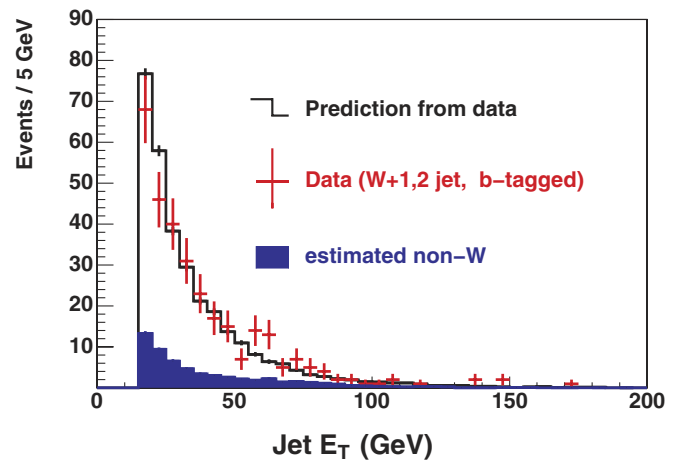 90
80
70
60
50
40
30
20
10
Events / 5 GeV
Prediction from data
Data (W+1,2 jet, b−tagged)
estimated non−W
0 50 100 150 200
Jet E_T (GeV)